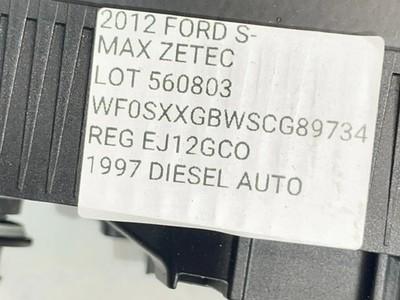 2012 FORD S-
MAX ZETEC
LOT 560803
WF0SXXGBWSCG89734
REG EJ12GCO
1997 DIESEL AUTO